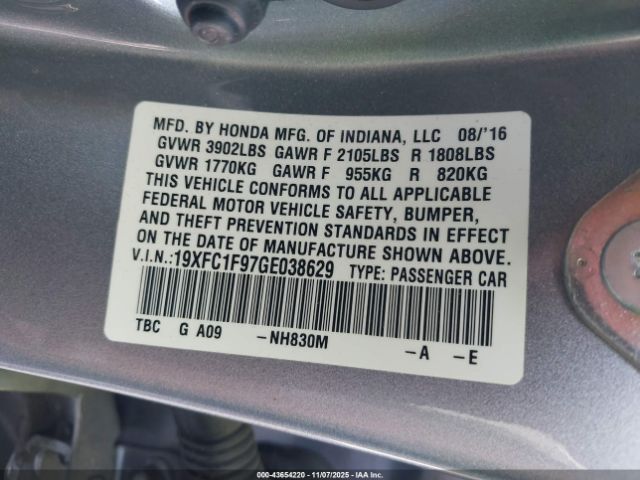 MFD. BY HONDA MFG. OF INDIANA, LLC 08/'16
GVWR 3902LBS GAWR F 2105LBS R 1808LBS
GVWR 1770KG GAWR F 955KG R 820KG
THIS VEHICLE CONFORMS TO ALL APPLICABLE
FEDERAL MOTOR VEHICLE SAFETY, BUMPER,
AND THEFT PREVENTION STANDARDS IN EFFECT
ON THE DATE OF MANUFACTURE SHOWN ABOVE.
V.I.N.:19XFC1F97GE038629 TYPE: PASSENGER CAR
TBC G A09 -NH830M -A -E
000-43654220 - 11/07/2025 - IAA Inc.